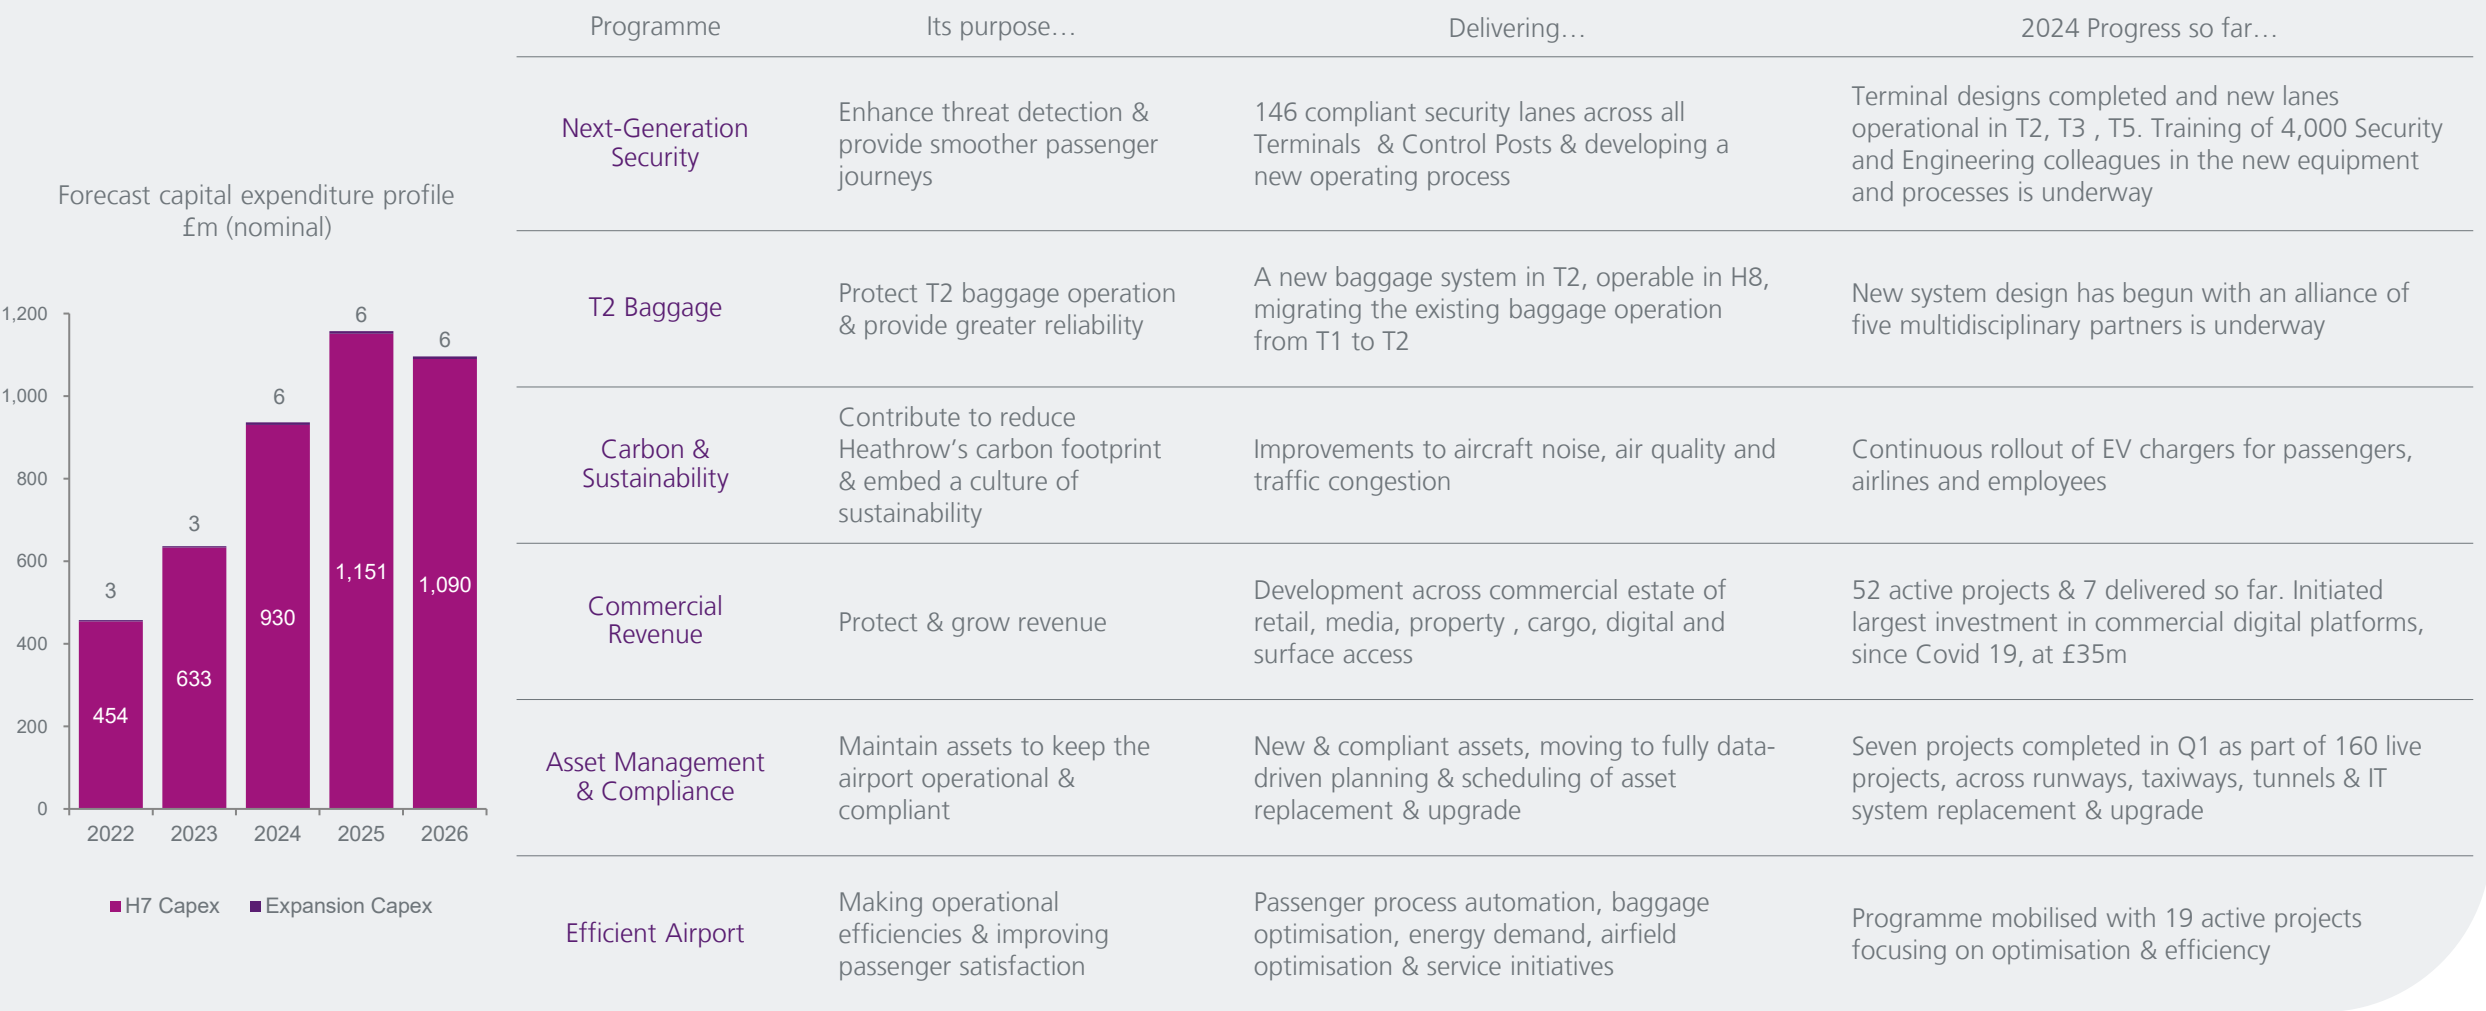 Forecast capital expenditure profile
£m (nominal)
1,200
1,000
800
600
400
200
0
3
454
3
633
6
930
6
1,151
6
1,090
2022
2023
2024
2025
2026
H7 Capex
Expansion Capex
Programme
Its purpose…
Delivering…
2024 Progress so far…
Next-Generation
Security
Enhance threat detection &
provide smoother passenger
journeys
146 compliant security lanes across all
Terminals & Control Posts & developing a
new operating process
Terminal designs completed and new lanes
operational in T2, T3 , T5. Training of 4,000 Security
and Engineering colleagues in the new equipment
and processes is underway
T2 Baggage
Protect T2 baggage operation
& provide greater reliability
A new baggage system in T2, operable in H8,
migrating the existing baggage operation
from T1 to T2
New system design has begun with an alliance of
five multidisciplinary partners is underway
Carbon &
Sustainability
Contribute to reduce
Heathrow’s carbon footprint
& embed a culture of
sustainability
Improvements to aircraft noise, air quality and
traffic congestion
Continuous rollout of EV chargers for passengers,
airlines and employees
Commercial
Revenue
Protect & grow revenue
Development across commercial estate of
retail, media, property , cargo, digital and
surface access
52 active projects & 7 delivered so far. Initiated
largest investment in commercial digital platforms,
since Covid 19, at £35m
Asset Management
& Compliance
Maintain assets to keep the
airport operational &
compliant
New & compliant assets, moving to fully data-
driven planning & scheduling of asset
replacement & upgrade
Seven projects completed in Q1 as part of 160 live
projects, across runways, taxiways, tunnels & IT
system replacement & upgrade
Efficient Airport
Making operational
efficiencies & improving
passenger satisfaction
Passenger process automation, baggage
optimisation, energy demand, airfield
optimisation & service initiatives
Programme mobilised with 19 active projects
focusing on optimisation & efficiency